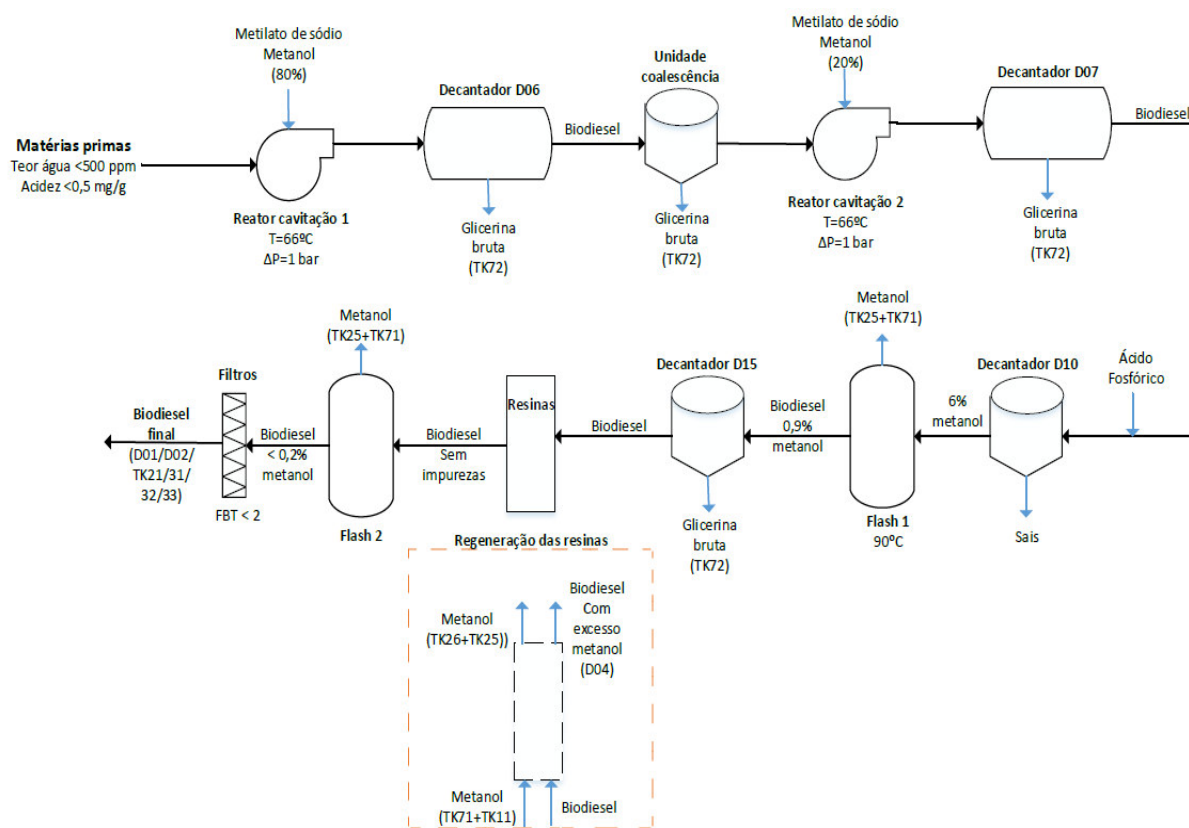 Metilato de sódio
Metanol
(80%)
Decantador D06
Unidade
coalescência
Metilato de sódio
Metanol
(20%)
Decantador D07
Matérias primas
Teor água <500 ppm
Acidez <0,5 mg/g
Biodiesel
Biodiesel
Reator cavitação 1
T=66ºC
ΔP=1 bar
Glicerina
bruta
(TK72)
Glicerina
bruta
(TK72)
Reator cavitação 2
T=66ºC
ΔP=1 bar
Glicerina
bruta
(TK72)
Metanol
(TK25+TK71)
Metanol
(TK25+TK71)
Filtros
Resinas
Decantador D15
Decantador D10
Ácido
Fosfórico
Biodiesel
final
(D01/D02/
TK21/31/
32/33)
Biodiesel
< 0,2%
metanol
Biodiesel
Sem
impurezas
Biodiesel
Biodiesel
0,9%
metanol
6%
metanol
FBT < 2
Flash 2
Glicerina
bruta
(TK72)
Flash 1
90ºC
Sais
Regeneração das resinas
Metanol
(TK26+TK25))
Biodiesel
Com
excesso
metanol
(D04)
Metanol
(TK71+TK11)
Biodiesel